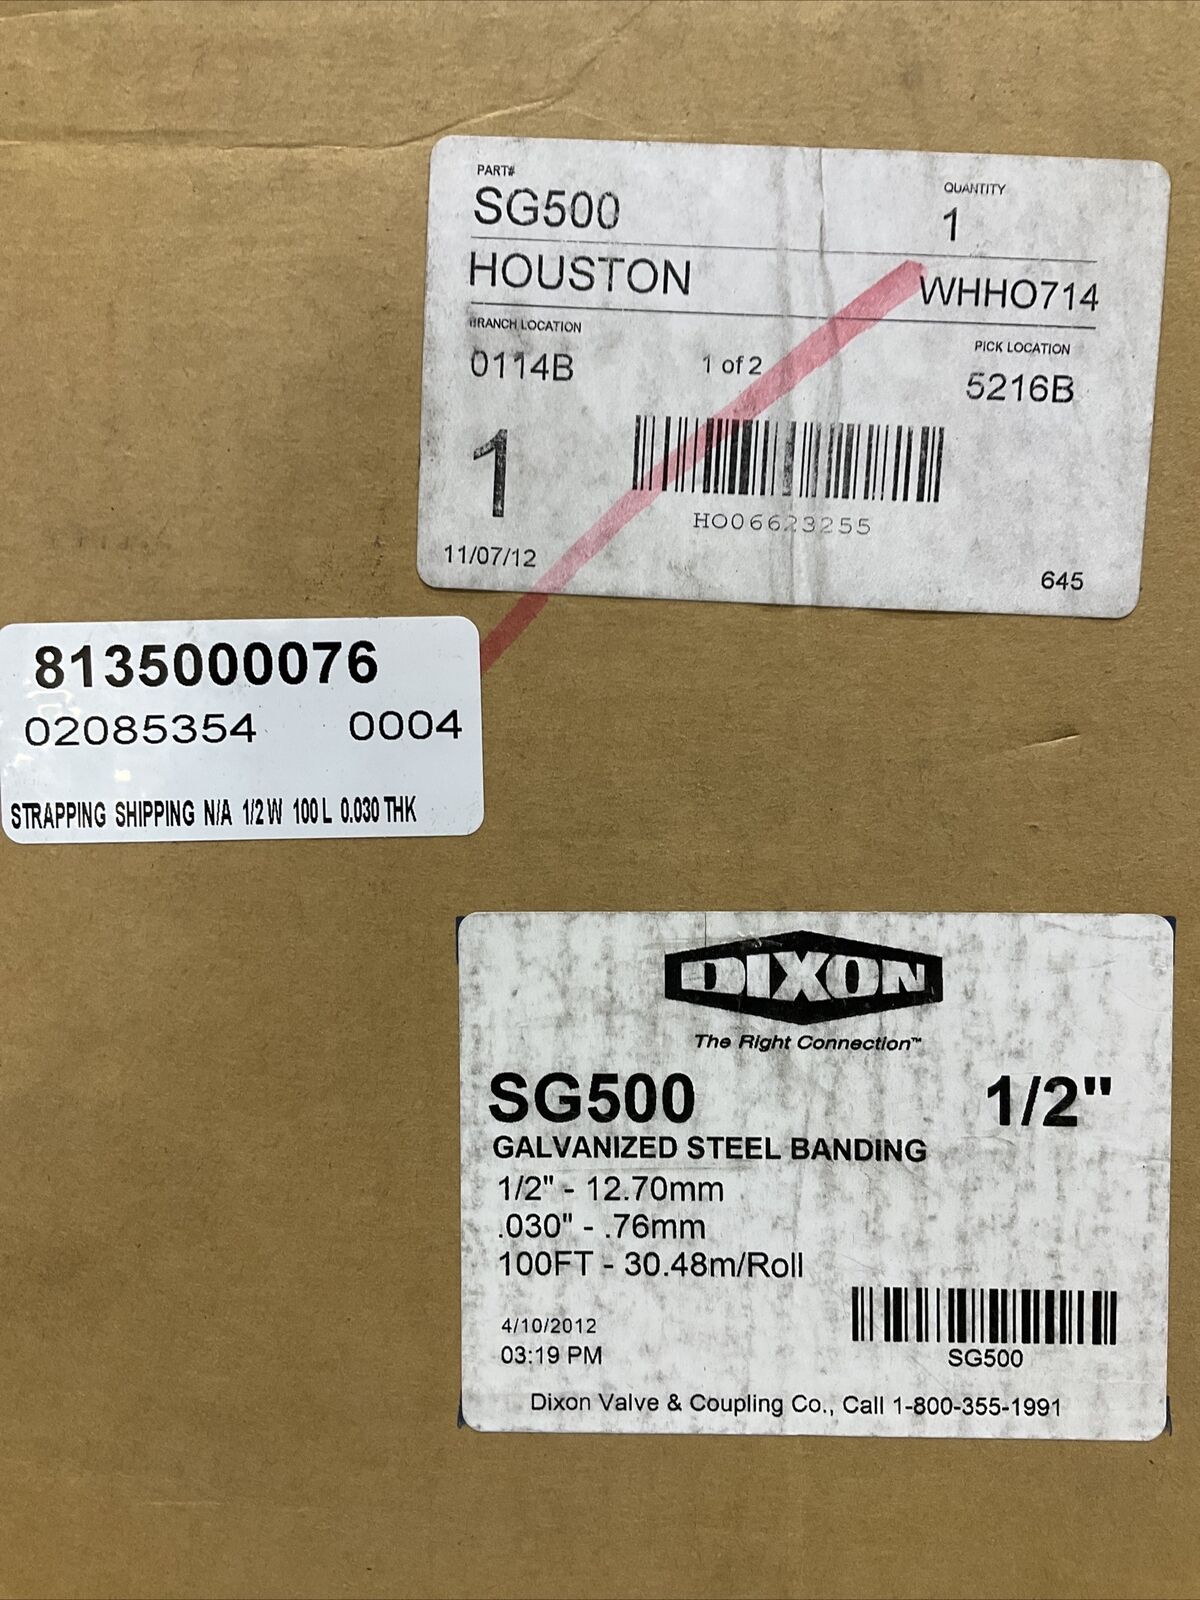 PART#
SG500
QUANTITY
1
HOUSTON
WHHO714
BRANCH LOCATION
0114B
1 of 2
PICK LOCATION
5216B
1
HO06623255
11/07/12
645
8135000076
02085354 0004
STRAPPING SHIPPING N/A 1/2 W 100 L 0.030 THK
DIXON
The Right Connection™
SG500 1/2"
GALVANIZED STEEL BANDING
1/2" - 12.70mm
.030" - .76mm
100FT - 30.48m/Roll
4/10/2012
03:19 PM
SG500
Dixon Valve & Coupling Co., Call 1-800-355-1991